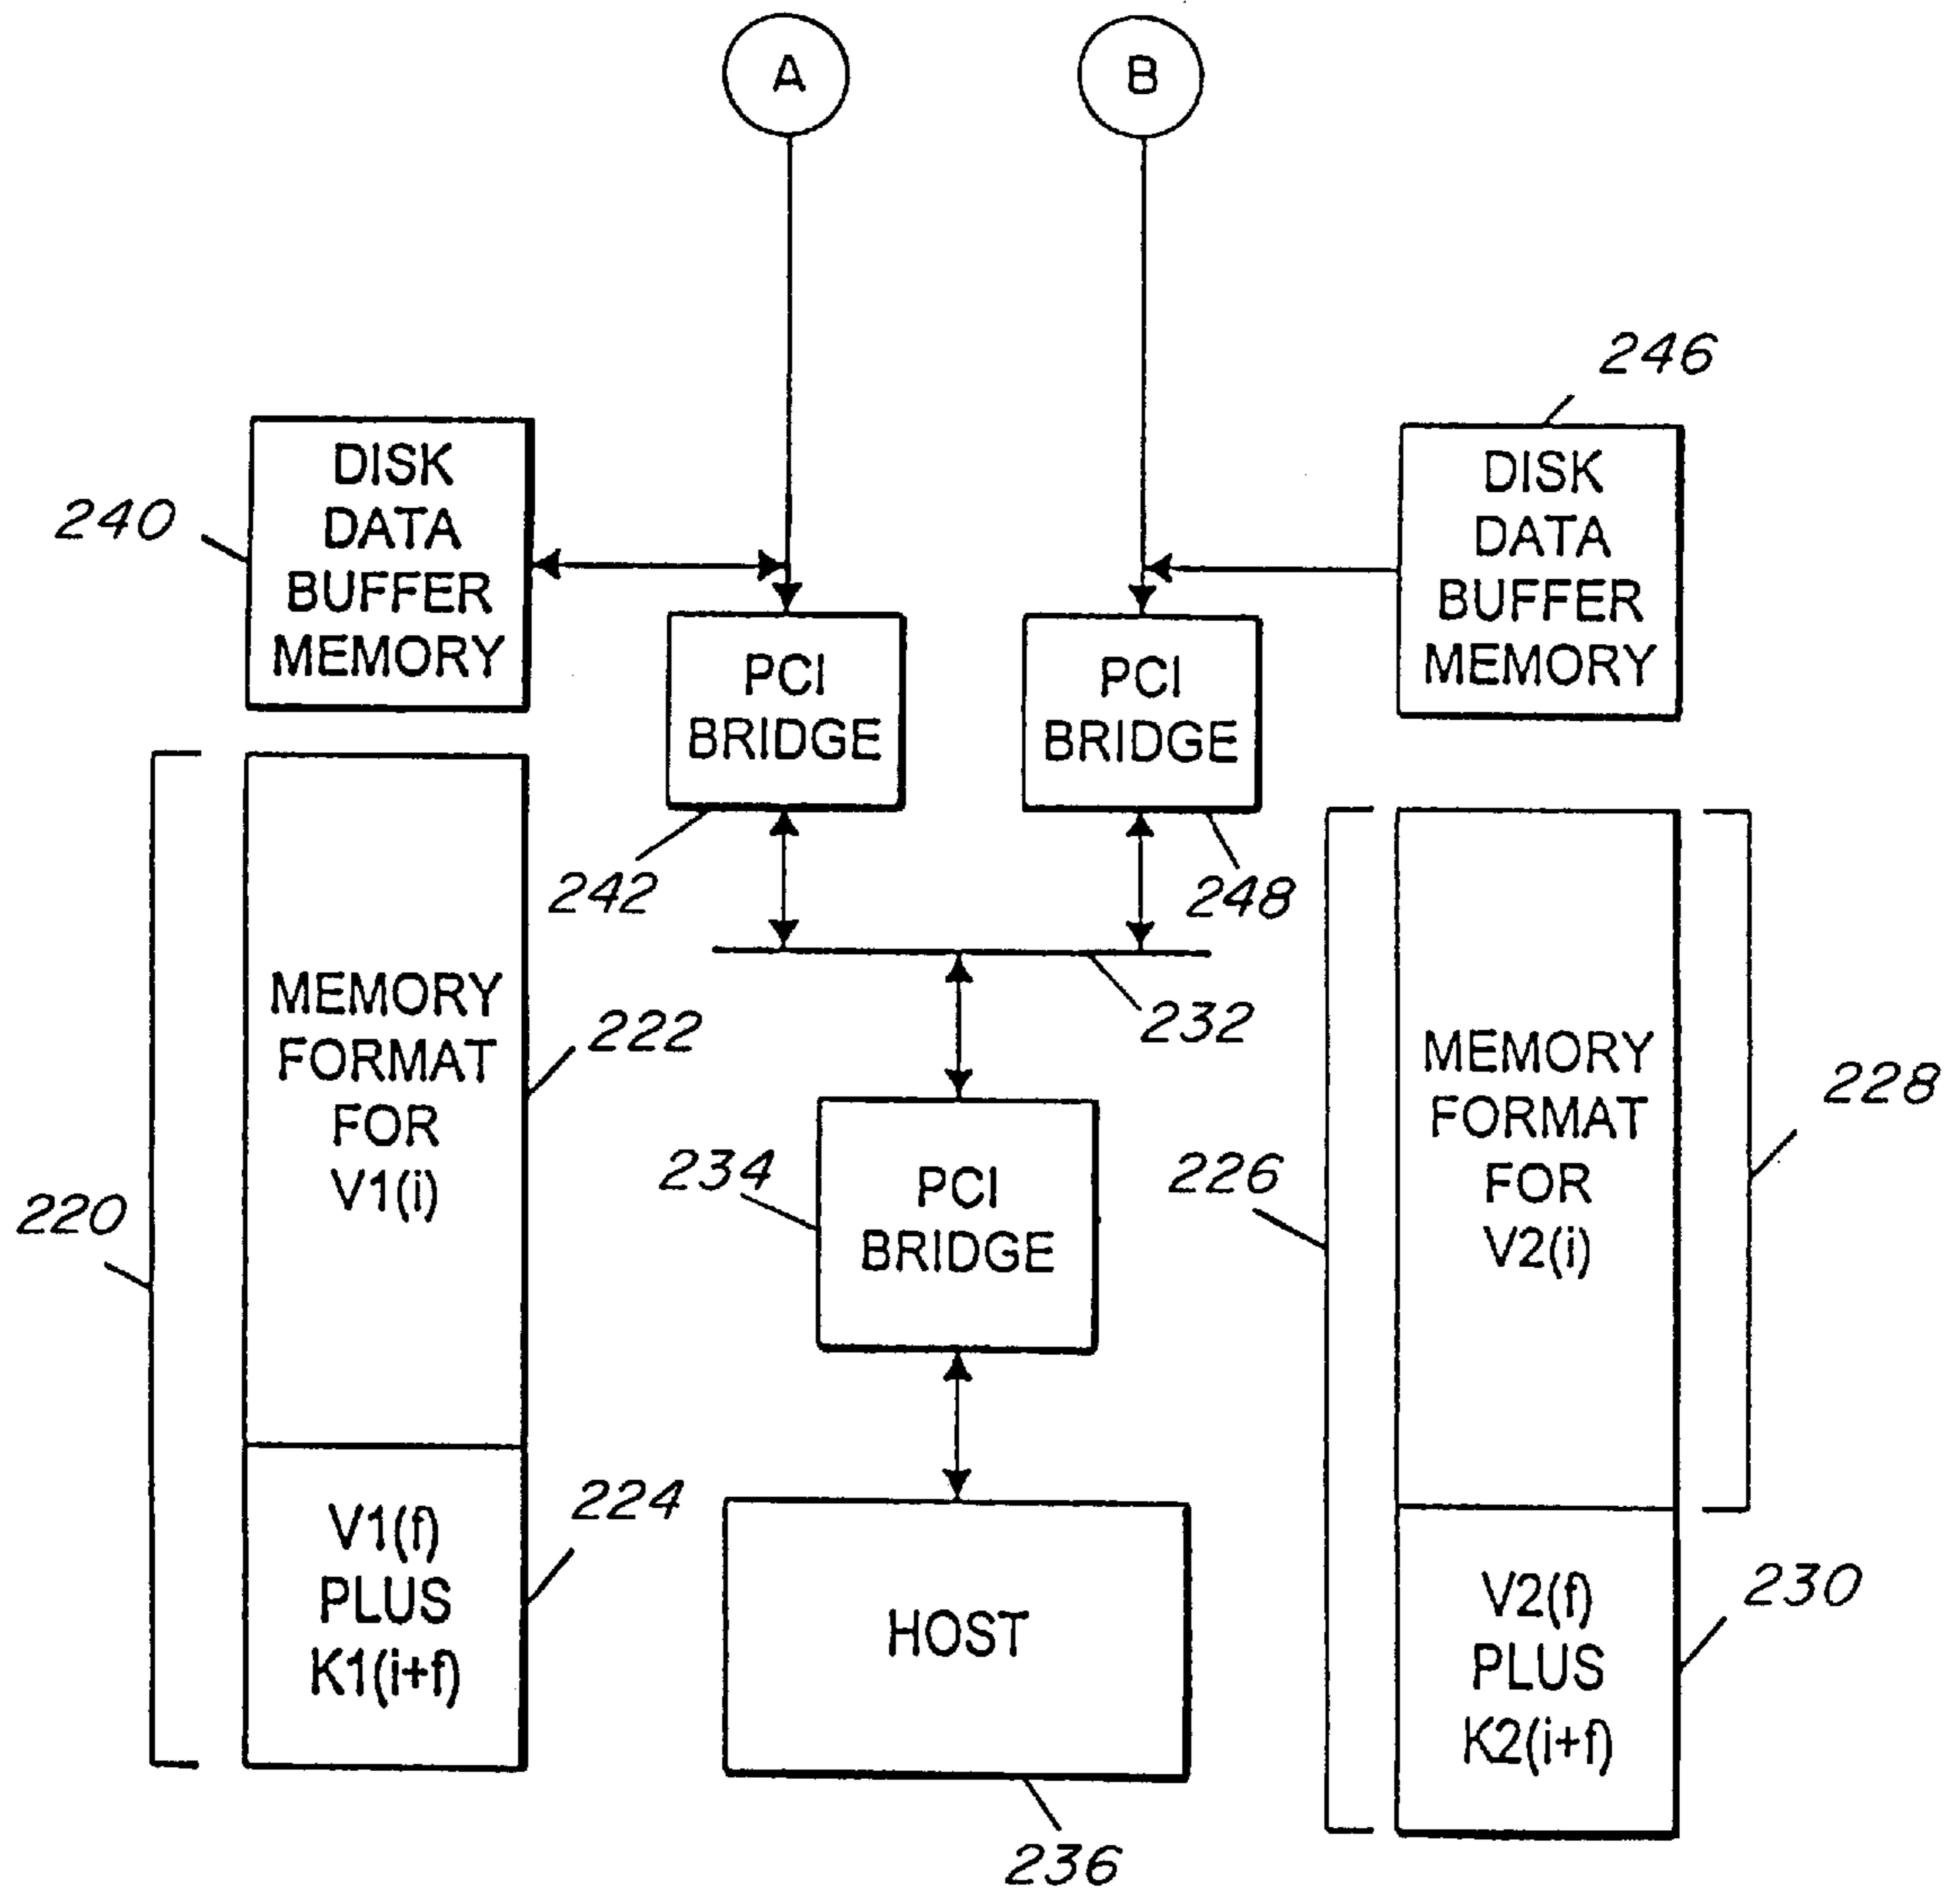 A
B
246
DISK
DATA
BUFFER
MEMORY
240
DISK
DATA
BUFFER
MEMORY
PCI
BRIDGE
PCI
BRIDGE
242
248
232
MEMORY
FORMAT
FOR
V1(i)
222
220
234
PCI
BRIDGE
226
MEMORY
FORMAT
FOR
V2(i)
228
V1(f)
PLUS
K1(i+f)
224
HOST
236
V2(f)
PLUS
K2(i+f)
230